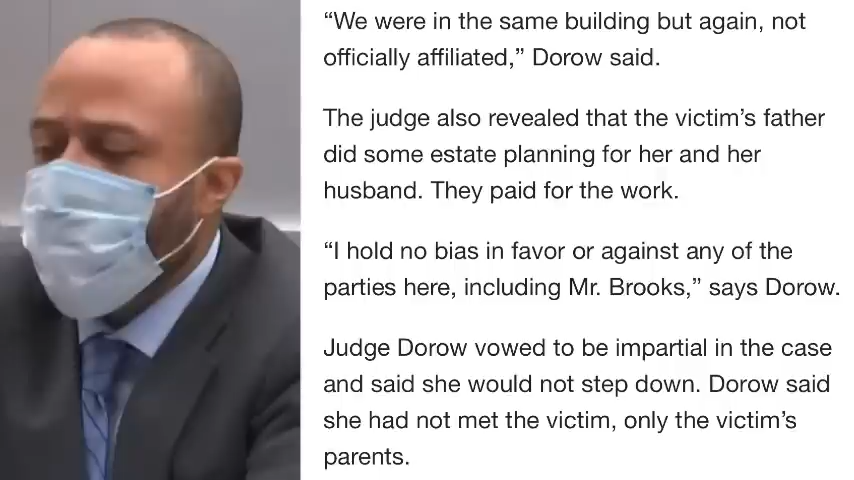 “We were in the same building but again, not
officially affiliated,” Dorow said.
The judge also revealed that the victim’s father
did some estate planning for her and her
husband. They paid for the work.
“I hold no bias in favor or against any of the
parties here, including Mr. Brooks,” says Dorow.
Judge Dorow vowed to be impartial in the case
and said she would not step down. Dorow said
she had not met the victim, only the victim’s
parents.